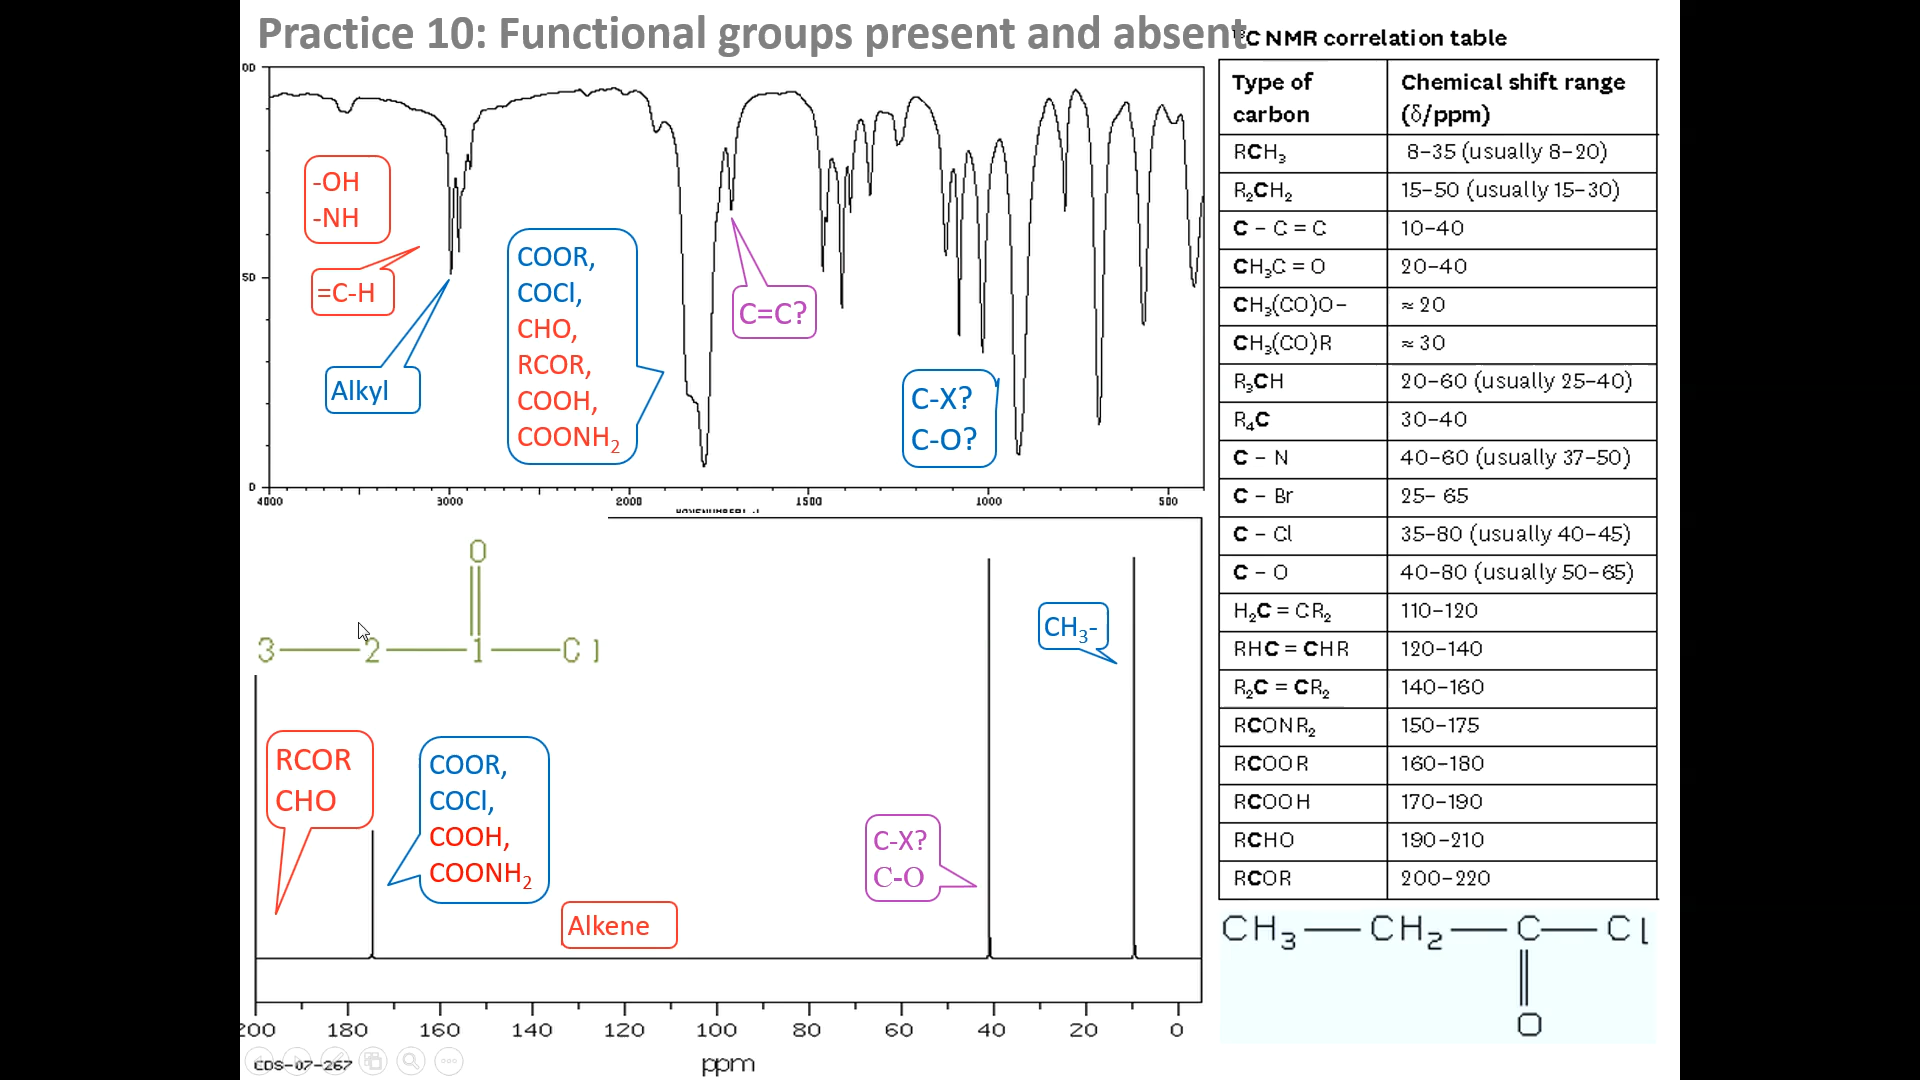 Practice 10: Functional groups present and absent
-OH
-NH
=C-H
Alkyl
COOR,
COCl,
CHO,
RCOR,
COOH,
COONH₂
C=C?
C-X?
C-O?
50
0
4000 3000 2000 1500 1000 500
O
3 2 1 Cl
CH₃-
RCOR
CHO
COOR,
COCl,
COOH,
COONH₂
Alkene
C-X?
C-O
200 180 160 140 120 100 80 60 40 20 0
CDS-07-267
ppm
¹³C NMR correlation table
Type of carbon Chemical shift range (δ/ppm)
RCH₃ 8–35 (usually 8–20)
R₂CH₂ 15–50 (usually 15–30)
C – C = C 10–40
CH₃C = O 20–40
CH₃(CO)O– ≈ 20
CH₃(CO)R ≈ 30
R₃CH 20–60 (usually 25–40)
R₄C 30–40
C – N 40–60 (usually 37–50)
C – Br 25– 65
C – Cl 35–80 (usually 40–45)
C – O 40–80 (usually 50–65)
H₂C = CR₂ 110–120
RHC = CHR 120–140
R₂C = CR₂ 140–160
RCONR₂ 150–175
RCOOR 160–180
RCOOH 170–190
RCHO 190–210
RCOR 200–220
CH₃—CH₂—C—Cl
O